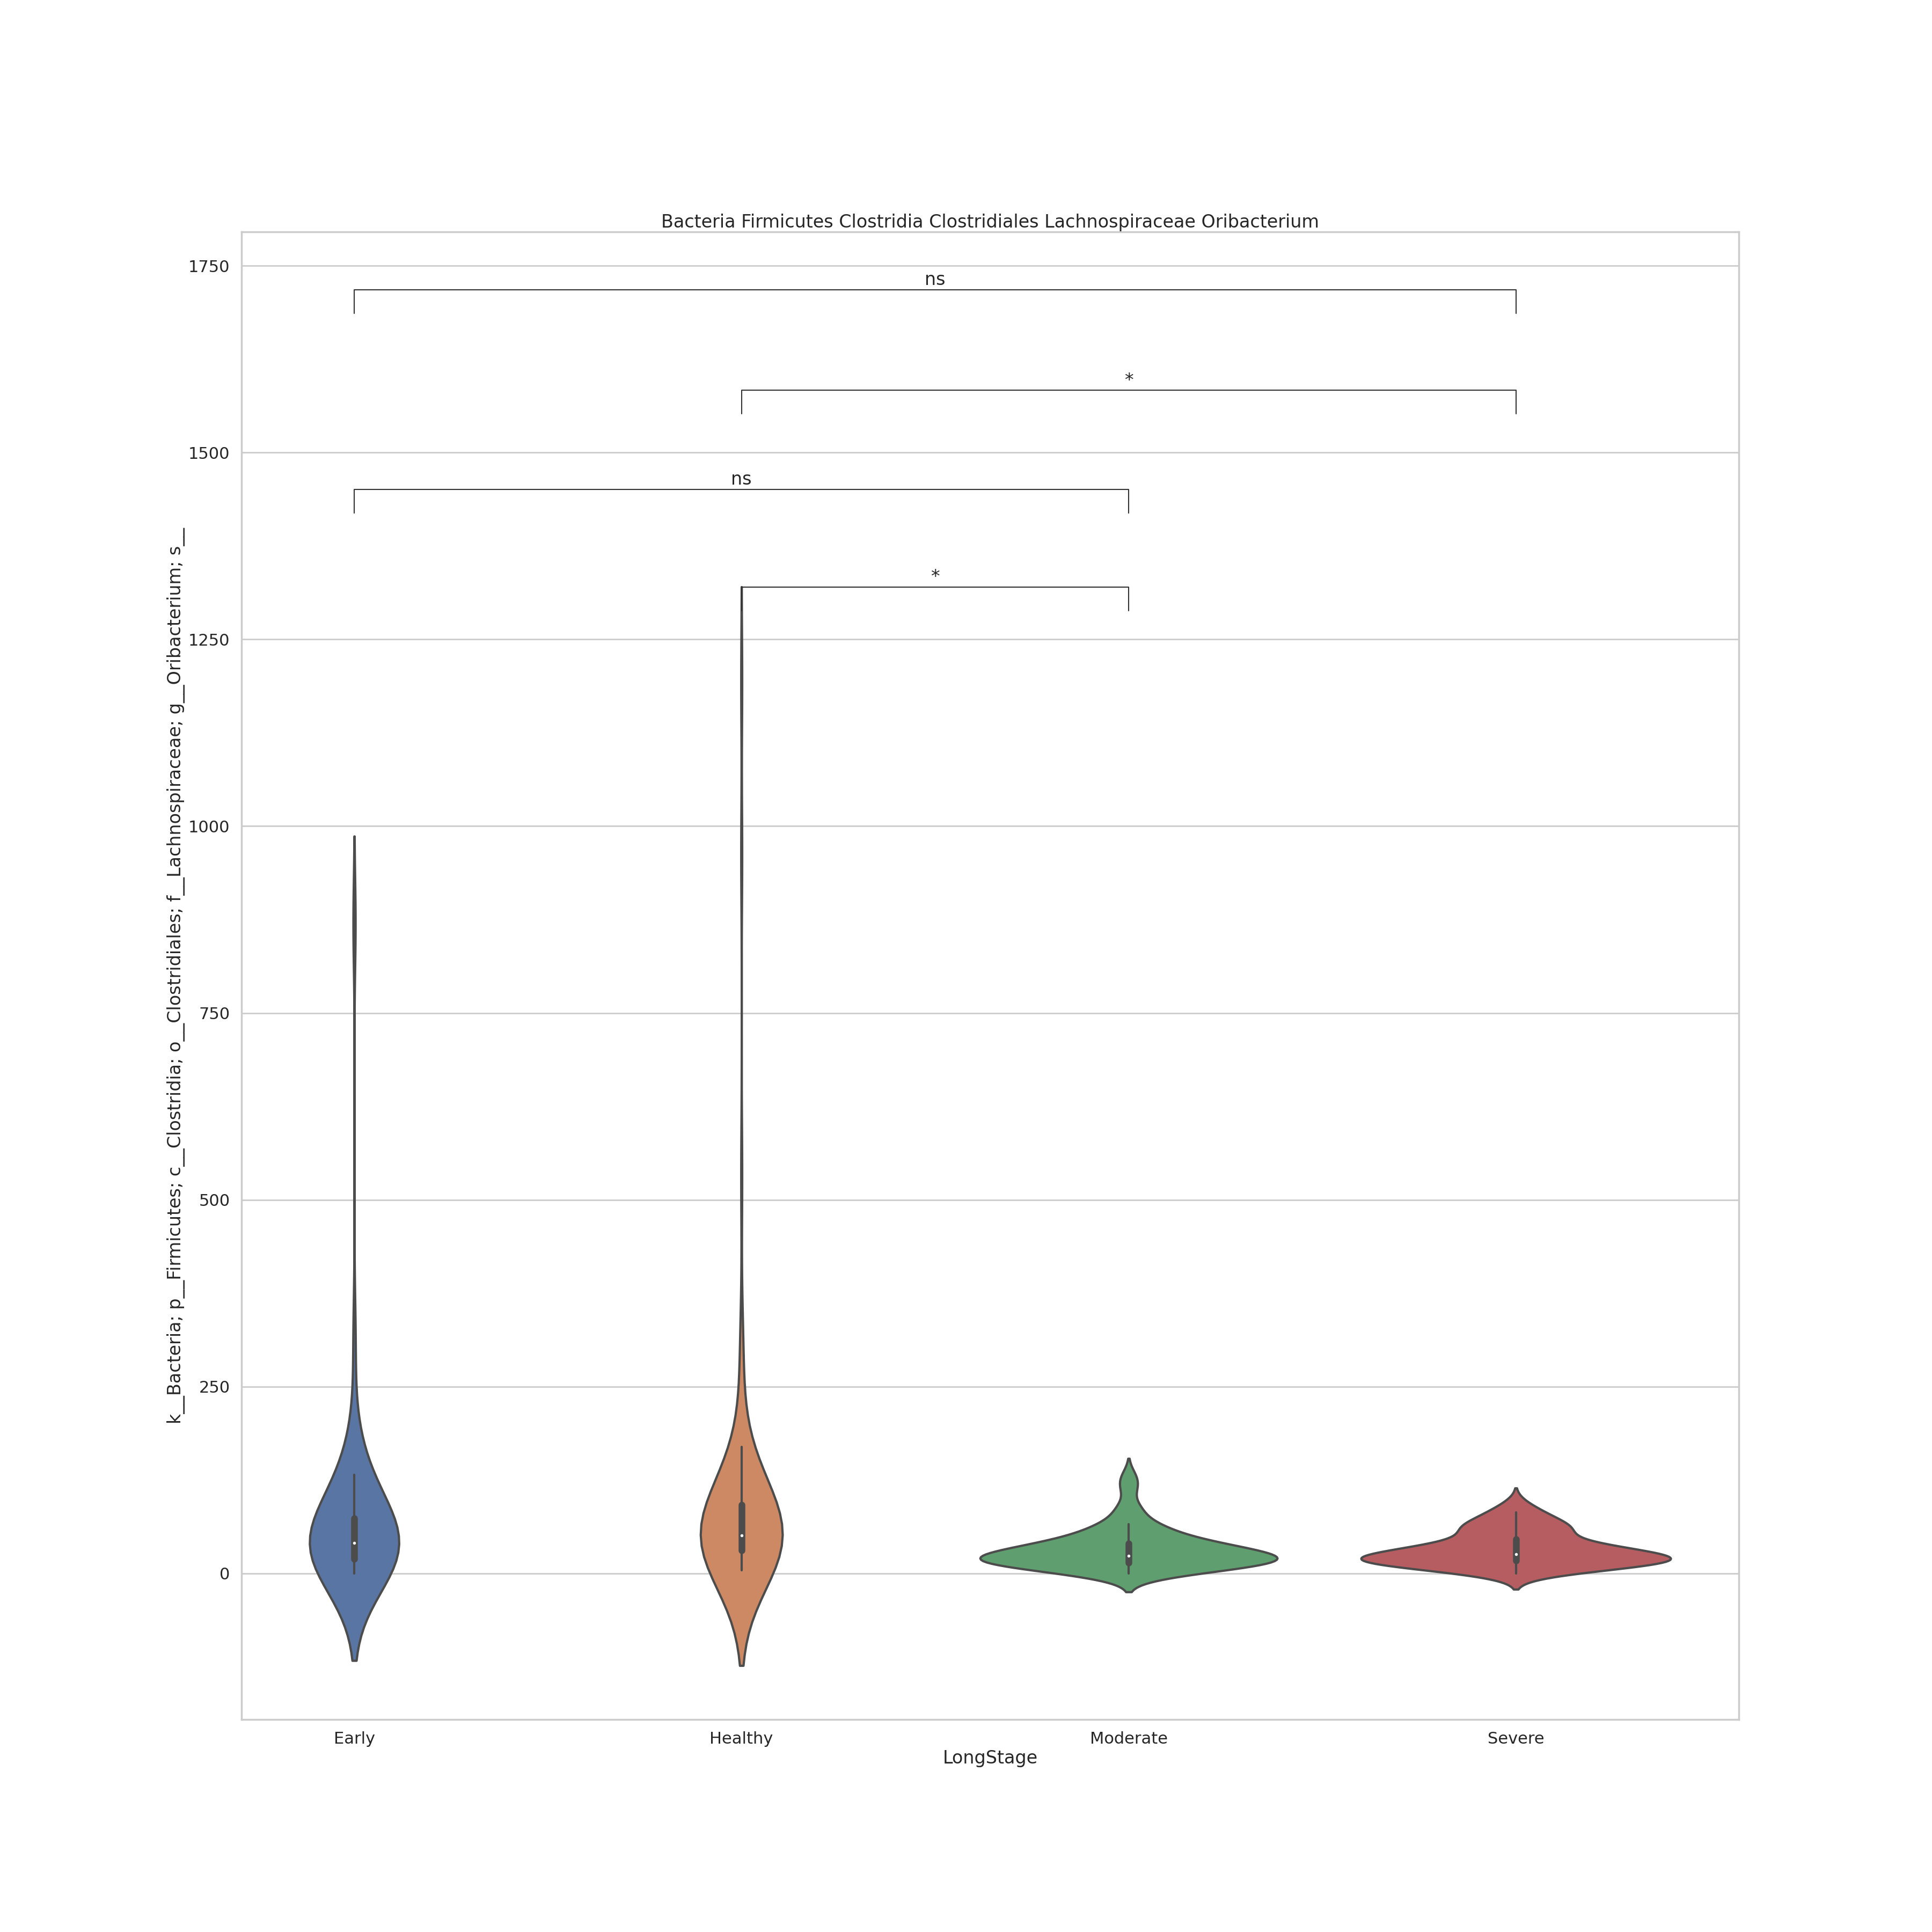 Bacteria Firmicutes Clostridia Clostridiales Lachnospiraceae Oribacterium
k__Bacteria; p__Firmicutes; c__Clostridia; o__Clostridiales; f__Lachnospiraceae; g__Oribacterium; s__
1750
1500
1250
1000
750
500
250
0
ns
*
ns
*
Early Healthy Moderate Severe
LongStage